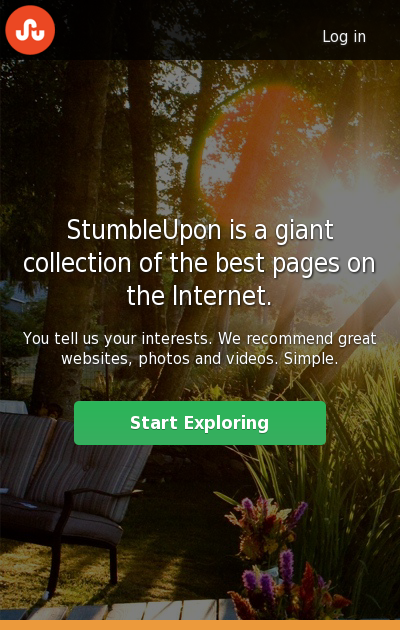 Log in
StumbleUpon is a giant
collection of the best pages on
the Internet.
You tell us your interests. We recommend great
websites, photos and videos. Simple.
Start Exploring